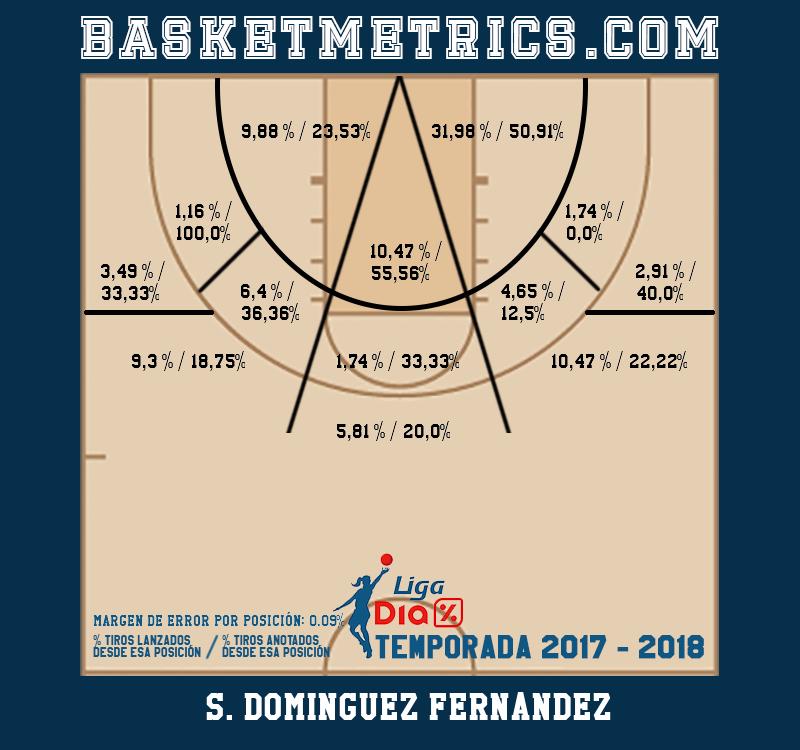 BASKETMETRICS.COM
9,88 % / 23,53%
31,98 % / 50,91%
1,16 % /
100,0%
1,74 % /
0,0%
10,47 % /
55,56%
3,49 % /
33,33%
2,91 % /
40,0%
6,4 % /
36,36%
4,65 % /
12,5%
9,3 % / 18,75%
1,74 % / 33,33%
10,47 % / 22,22%
5,81 % / 20,0%
Liga
Dia %
MARGEN DE ERROR POR POSICIÓN: 0.09%
% TIROS LANZADOS
DESDE ESA POSICIÓN
/
% TIROS ANOTADOS
DESDE ESA POSICIÓN
TEMPORADA 2017 - 2018
S. DOMINGUEZ FERNANDEZ